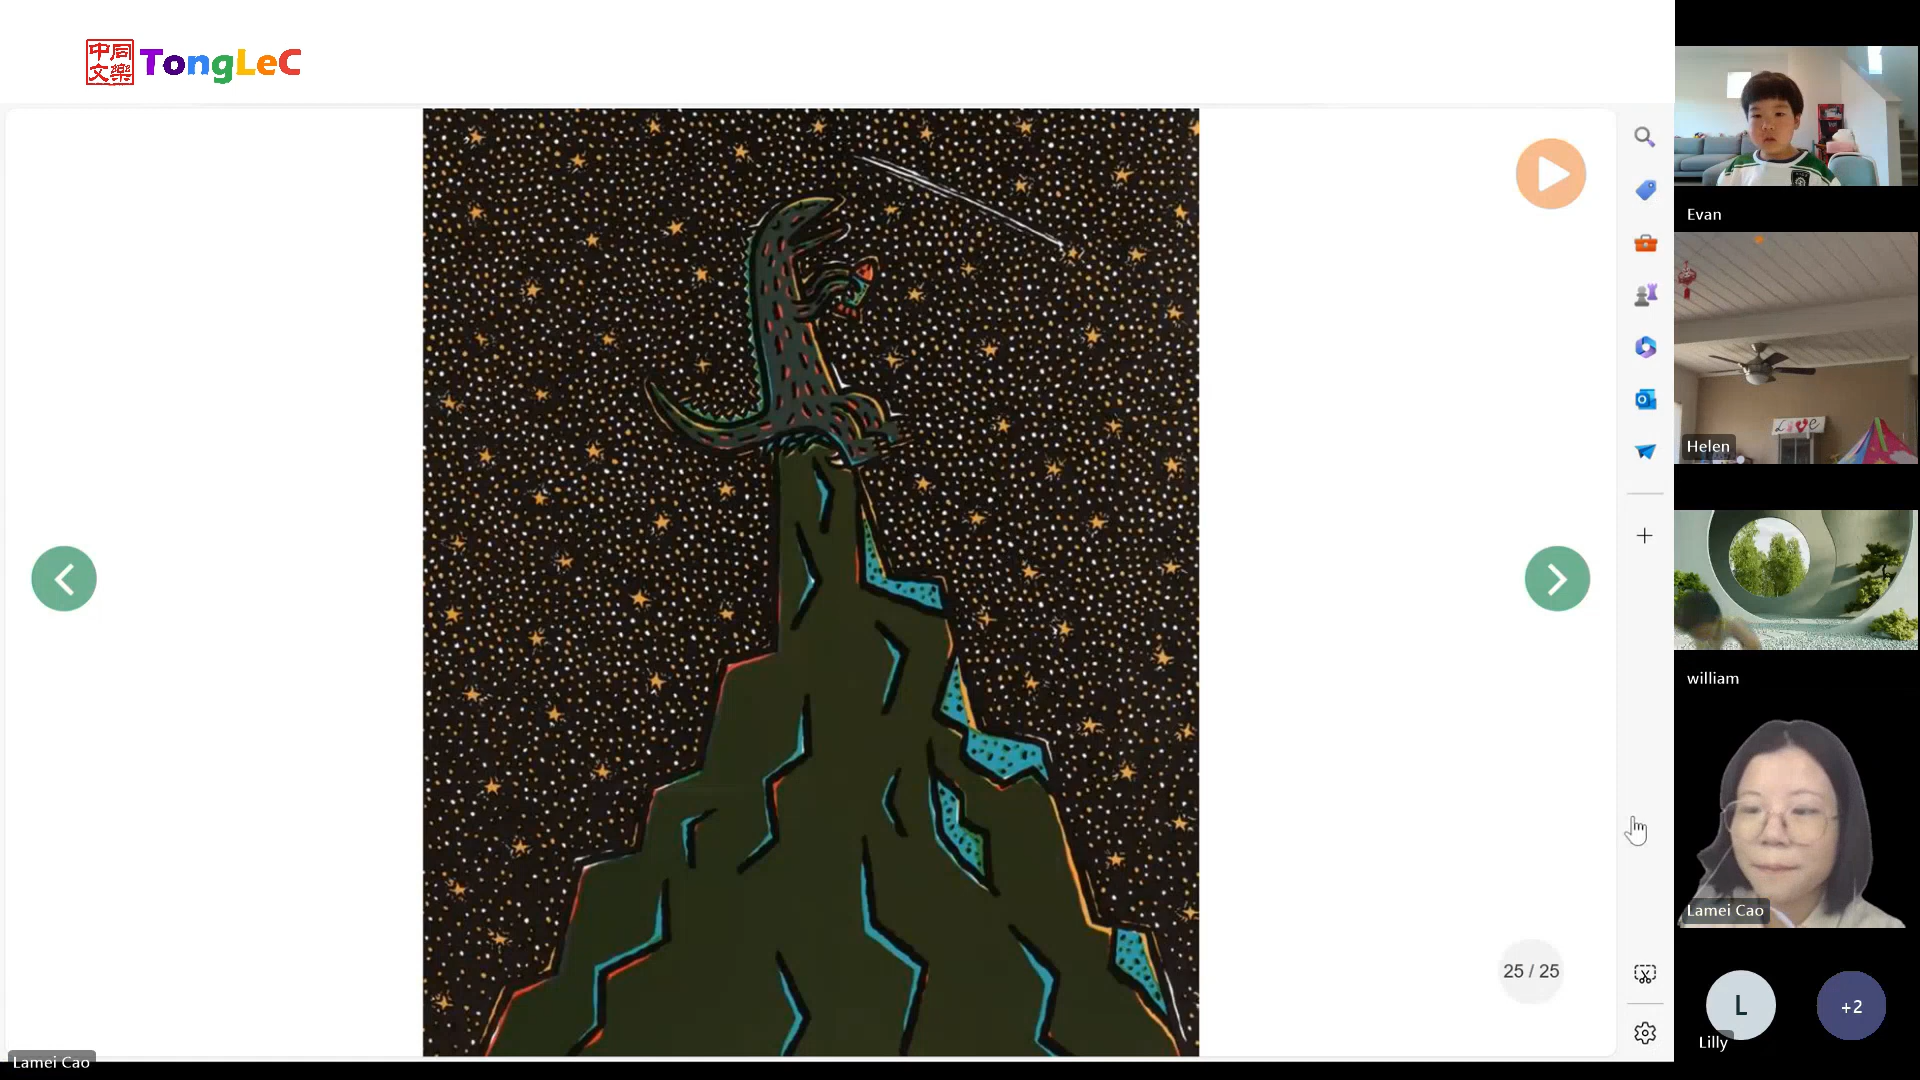 中同
文樂
TongLeC
25 / 25
Lamei Cao
Evan
LOVE
Helen
william
Lamei Cao
L
Lilly
+2